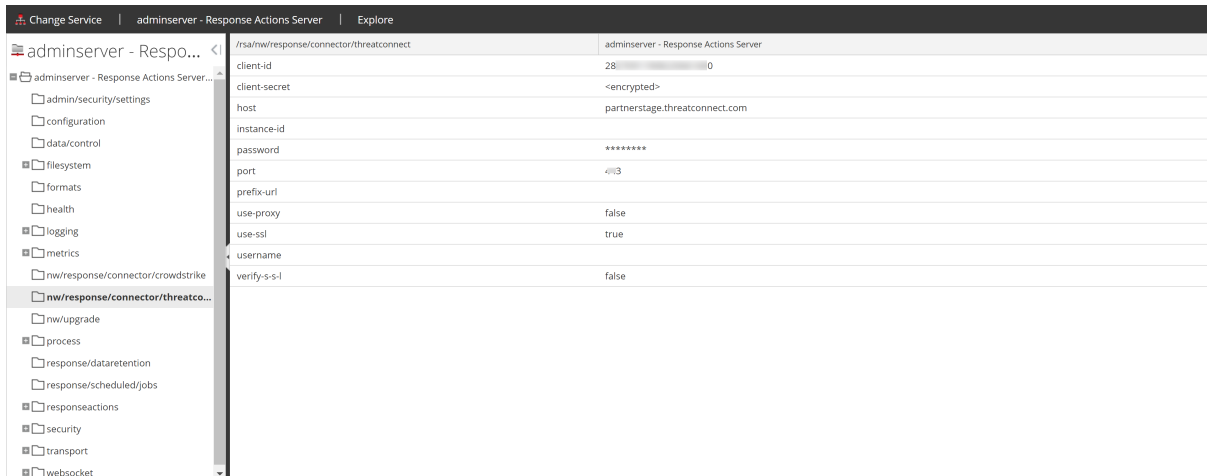 Change Service | adminserver - Response Actions Server | Explore
adminserver - Respo...
adminserver - Response Actions Server...
admin/security/settings
configuration
data/control
filesystem
formats
health
logging
metrics
nw/response/connector/crowdstrike
nw/response/connector/threatco...
nw/upgrade
process
response/dataretention
response/scheduled/jobs
responseactions
security
transport
websocket
/rsa/nw/response/connector/threatconnect adminserver - Response Actions Server
client-id 28 0
client-secret <encrypted>
host partnerstage.threatconnect.com
instance-id
password ********
port 3
prefix-url
use-proxy false
use-ssl true
username
verify-s-s-l false